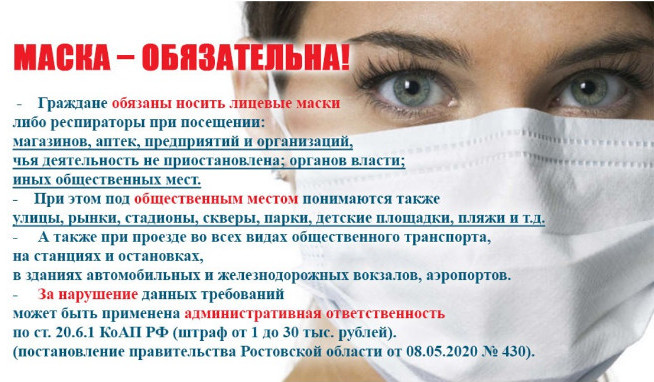 МАСКА – ОБЯЗАТЕЛЬНА!
- Граждане обязаны носить лицевые маски
либо респираторы при посещении:
магазинов, аптек, предприятий и организаций,
чья деятельность не приостановлена; органов власти;
иных общественных мест.
- При этом под общественным местом понимаются также
улицы, рынки, стадионы, скверы, парки, детские площадки, пляжи и т.д.
- А также при проезде во всех видах общественного транспорта,
на станциях и остановках,
в зданиях автомобильных и железнодорожных вокзалов, аэропортов.
- За нарушение данных требований
может быть применена административная ответственность
по ст. 20.6.1 КоАП РФ (штраф от 1 до 30 тыс. рублей).
(постановление правительства Ростовской области от 08.05.2020 № 430).